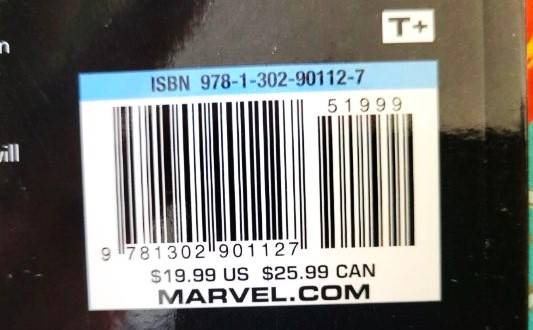 T+
ISBN 978-1-302-90112-7
51999
9 781302 901127
$19.99 US $25.99 CAN
MARVEL.COM